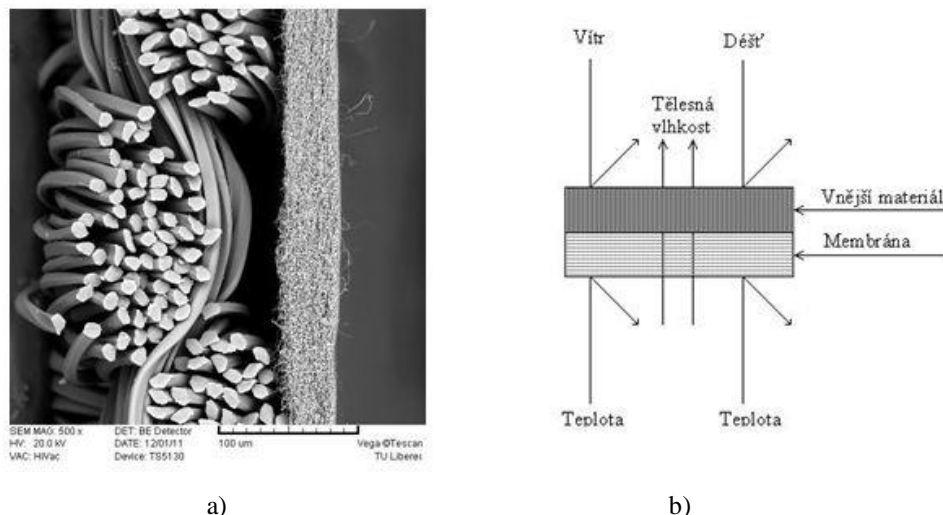 SEM MAG: 500 x
DET: BE Detector
HV: 20.0 kV
DATE: 12/01/11
100 um
Vega ©Tescan
VAC: HiVac
Device: TS5130
TU Liberec
a)
Vítr
Déšť
Tělesná
vlhkost
Vnější materiál
Membrána
Teplota
Teplota
b)